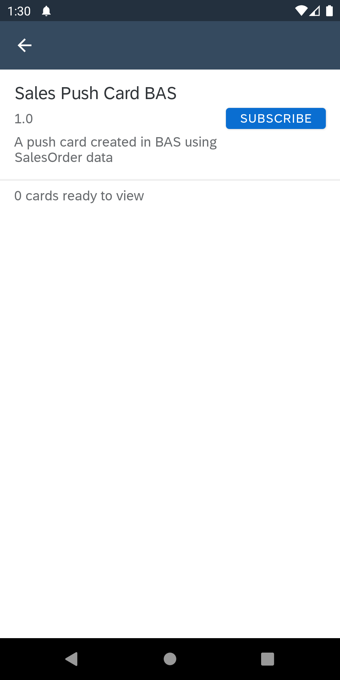 1:30
Sales Push Card BAS
1.0
SUBSCRIBE
A push card created in BAS using
SalesOrder data
0 cards ready to view